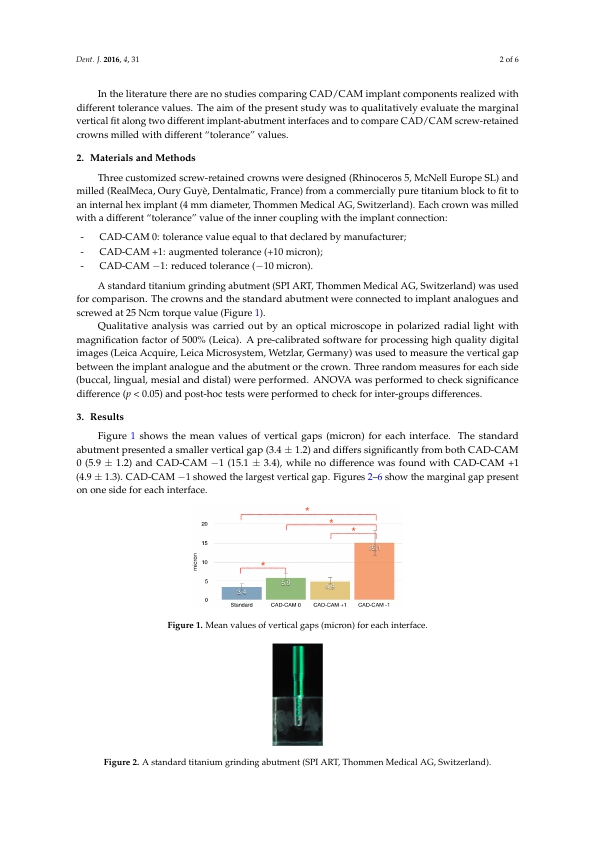 Dent. J. 2016, 4, 31
2 of 6
In the literature there are no studies comparing CAD/CAM implant components realized with
different tolerance values. The aim of the present study was to qualitatively evaluate the marginal
vertical fit along two different implant-abutment interfaces and to compare CAD/CAM screw-retained
crowns milled with different “tolerance” values.
2. Materials and Methods
Three customized screw-retained crowns were designed (Rhinoceros 5, McNell Europe SL) and
milled (RealMeca, Oury Guyè, Dentalmatic, France) from a commercially pure titanium block to fit to
an internal hex implant (4 mm diameter, Thommen Medical AG, Switzerland). Each crown was milled
with a different “tolerance” value of the inner coupling with the implant connection:
- CAD-CAM 0: tolerance value equal to that declared by manufacturer;
- CAD-CAM +1: augmented tolerance (+10 micron);
- CAD-CAM −1: reduced tolerance (−10 micron).
A standard titanium grinding abutment (SPI ART, Thommen Medical AG, Switzerland) was used
for comparison. The crowns and the standard abutment were connected to implant analogues and
screwed at 25 Ncm torque value (Figure 1).
Qualitative analysis was carried out by an optical microscope in polarized radial light with
magnification factor of 500% (Leica). A pre-calibrated software for processing high quality digital
images (Leica Acquire, Leica Microsystem, Wetzlar, Germany) was used to measure the vertical gap
between the implant analogue and the abutment or the crown. Three random measures for each side
(buccal, lingual, mesial and distal) were performed. ANOVA was performed to check significance
difference (p < 0.05) and post-hoc tests were performed to check for inter-groups differences.
3. Results
Figure 1 shows the mean values of vertical gaps (micron) for each interface. The standard
abutment presented a smaller vertical gap (3.4 ± 1.2) and differs significantly from both CAD-CAM
0 (5.9 ± 1.2) and CAD-CAM −1 (15.1 ± 3.4), while no difference was found with CAD-CAM +1
(4.9 ± 1.3). CAD-CAM −1 showed the largest vertical gap. Figures 2–6 show the marginal gap present
on one side for each interface.
*
*
*
*
20
15
10
5
0
micron
3.4
5.9
Standard
CAD-CAM 0
CAD-CAM +1
CAD-CAM -1
Figure 1. Mean values of vertical gaps (micron) for each interface.
Figure 2. A standard titanium grinding abutment (SPI ART, Thommen Medical AG, Switzerland).